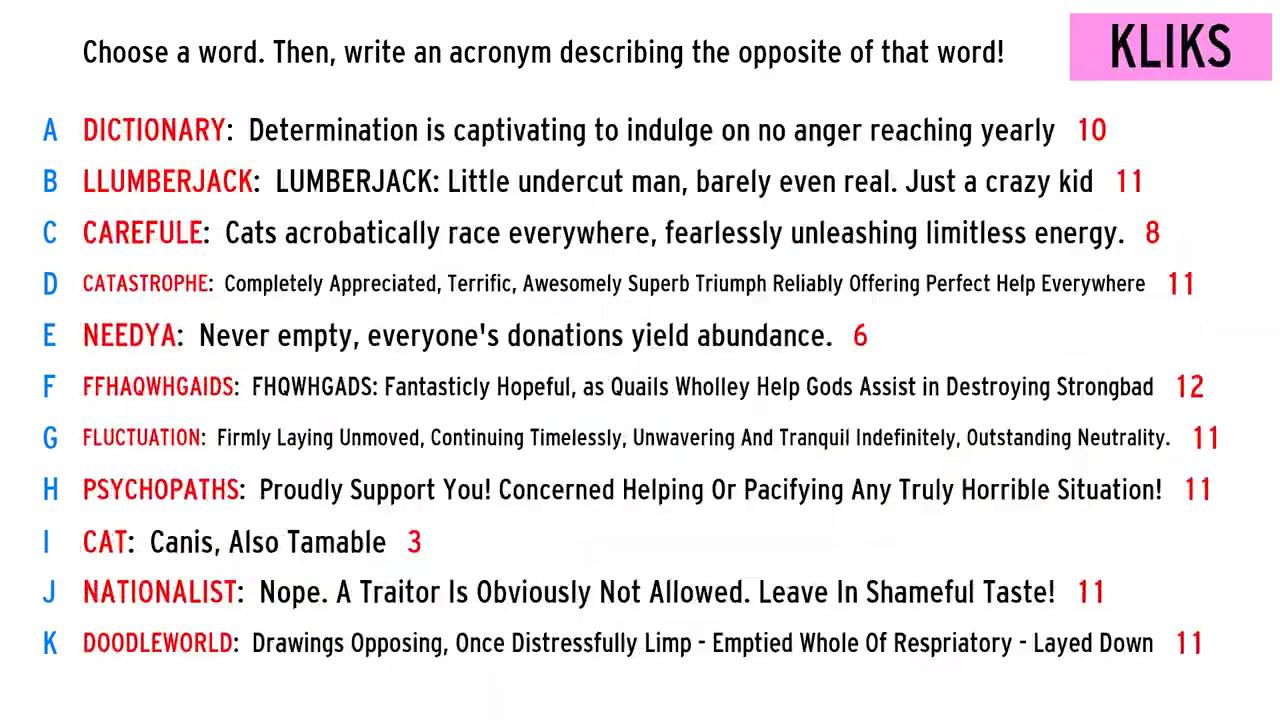 Choose a word. Then, write an acronym describing the opposite of that word!
KLIKS
A DICTIONARY: Determination is captivating to indulge on no anger reaching yearly 10
B LLUMBERJACK: LUMBERJACK: Little undercut man, barely even real. Just a crazy kid 11
C CAREFULE: Cats acrobatically race everywhere, fearlessly unleashing limitless energy. 8
D CATASTROPHE: Completely Appreciated, Terrific, Awesomely Superb Triumph Reliably Offering Perfect Help Everywhere 11
E NEEDYA: Never empty, everyone's donations yield abundance. 6
F FFHAQWHGAIDS: FHQWHGADS: Fantasticly Hopeful, as Quails Wholley Help Gods Assist in Destroying Strongbad 12
G FLUCTUATION: Firmly Laying Unmoved, Continuing Timelessly, Unwavering And Tranquil Indefinitely, Outstanding Neutrality. 11
H PSYCHOPATHS: Proudly Support You! Concerned Helping Or Pacifying Any Truly Horrible Situation! 11
I CAT: Canis, Also Tamable 3
J NATIONALIST: Nope. A Traitor Is Obviously Not Allowed. Leave In Shameful Taste! 11
K DOODLEWORLD: Drawings Opposing, Once Distressfully Limp - Emptied Whole Of Respriatory - Layed Down 11